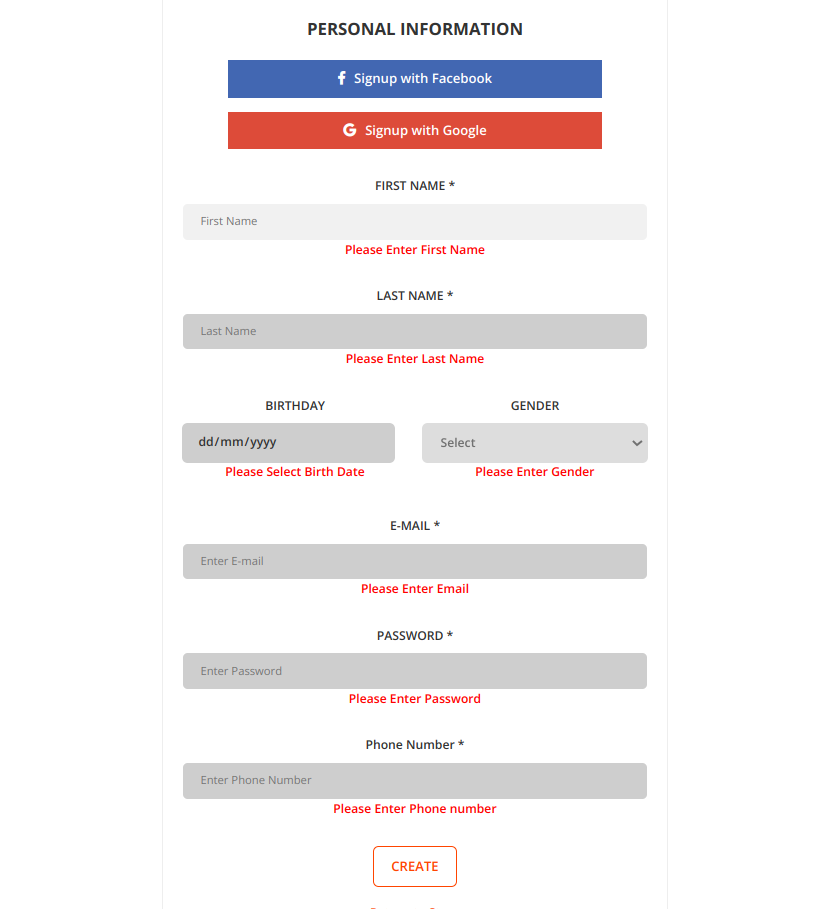 PERSONAL INFORMATION
Signup with Facebook
Signup with Google
FIRST NAME *
First Name
Please Enter First Name
LAST NAME *
Last Name
Please Enter Last Name
BIRTHDAY GENDER
dd/mm/yyyy Select
Please Select Birth Date Please Enter Gender
E-MAIL *
Enter E-mail
Please Enter Email
PASSWORD *
Enter Password
Please Enter Password
Phone Number *
Enter Phone Number
Please Enter Phone number
CREATE